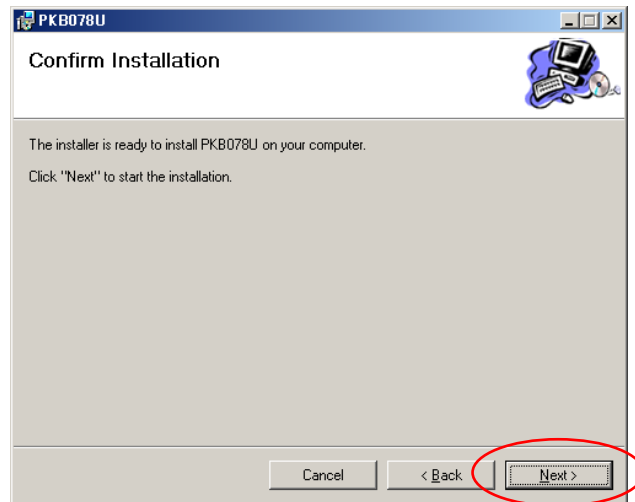 PKB078U
Confirm Installation
The installer is ready to install PKB078U on your computer.
Click "Next" to start the installation.
Cancel
< Back
Next >